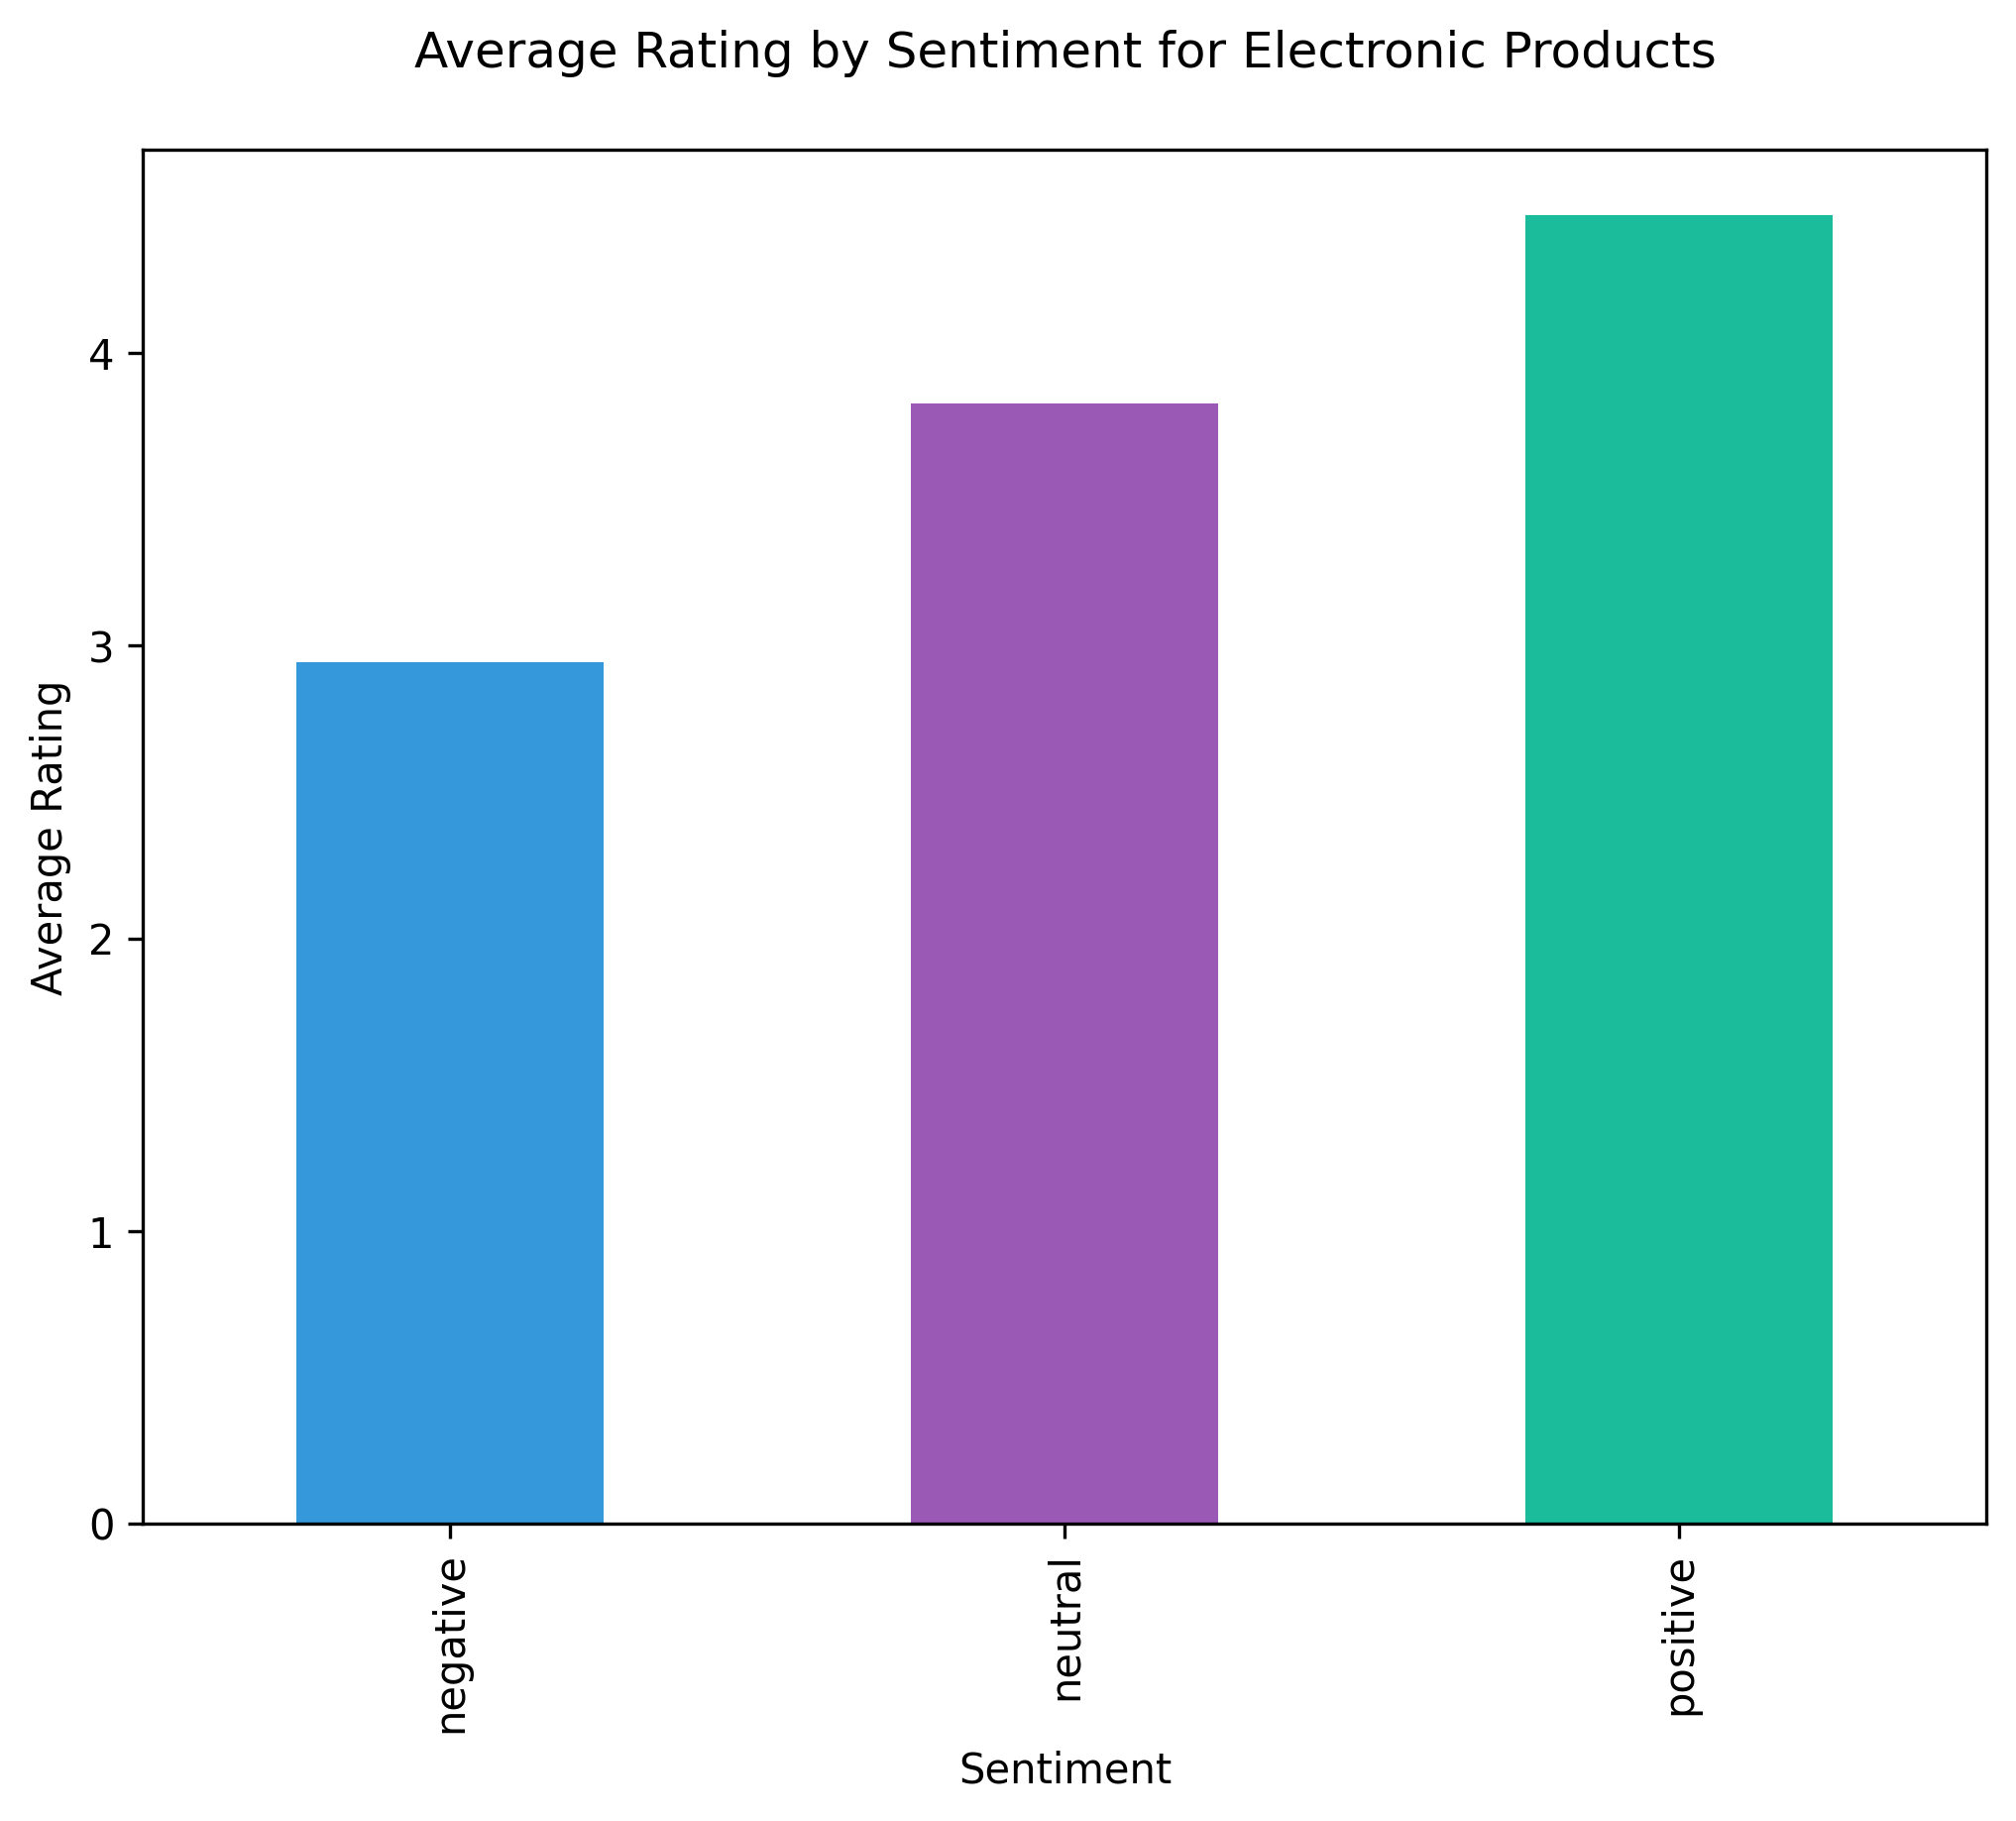 Average Rating by Sentiment for Electronic Products
4
3
2
1
0
Average Rating
negative
neutral
positive
Sentiment